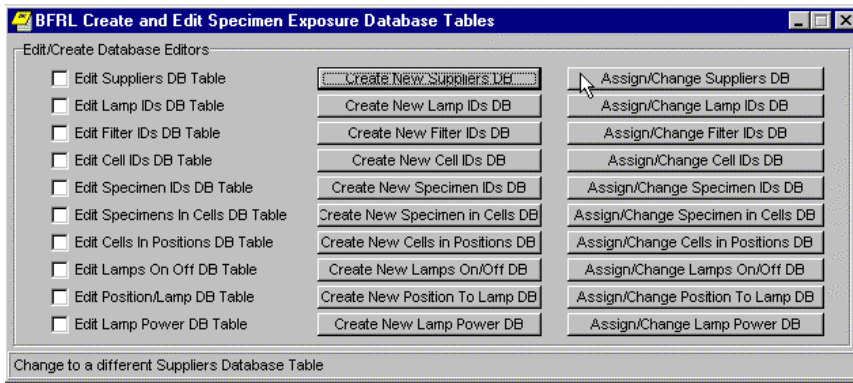 BFRL Create and Edit Specimen Exposure Database Tables
Edit/Create Database Editors
Edit Suppliers DB Table Create New Suppliers DB Assign/Change Suppliers DB
Edit Lamp IDs DB Table Create New Lamp IDs DB Assign/Change Lamp IDs DB
Edit Filter IDs DB Table Create New Filter IDs DB Assign/Change Filter IDs DB
Edit Cell IDs DB Table Create New Cell IDs DB Assign/Change Cell IDs DB
Edit Specimen IDs DB Table Create New Specimen IDs DB Assign/Change Specimen IDs DB
Edit Specimens In Cells DB Table Create New Specimen in Cells DB Assign/Change Specimen in Cells DB
Edit Cells In Positions DB Table Create New Cells in Positions DB Assign/Change Cells in Positions DB
Edit Lamps On Off DB Table Create New Lamps On/Off DB Assign/Change Lamps On/Off DB
Edit Position/Lamp DB Table Create New Position To Lamp DB Assign/Change Position To Lamp DB
Edit Lamp Power DB Table Create New Lamp Power DB Assign/Change Lamp Power DB
Change to a different Suppliers Database Table